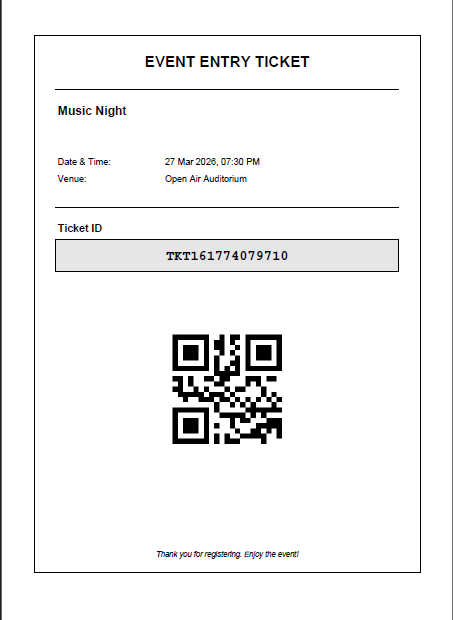 EVENT ENTRY TICKET
Music Night
Date & Time: 27 Mar 2026, 07:30 PM
Venue: Open Air Auditorium
Ticket ID
TKT161774079710
Thank you for registering. Enjoy the event!